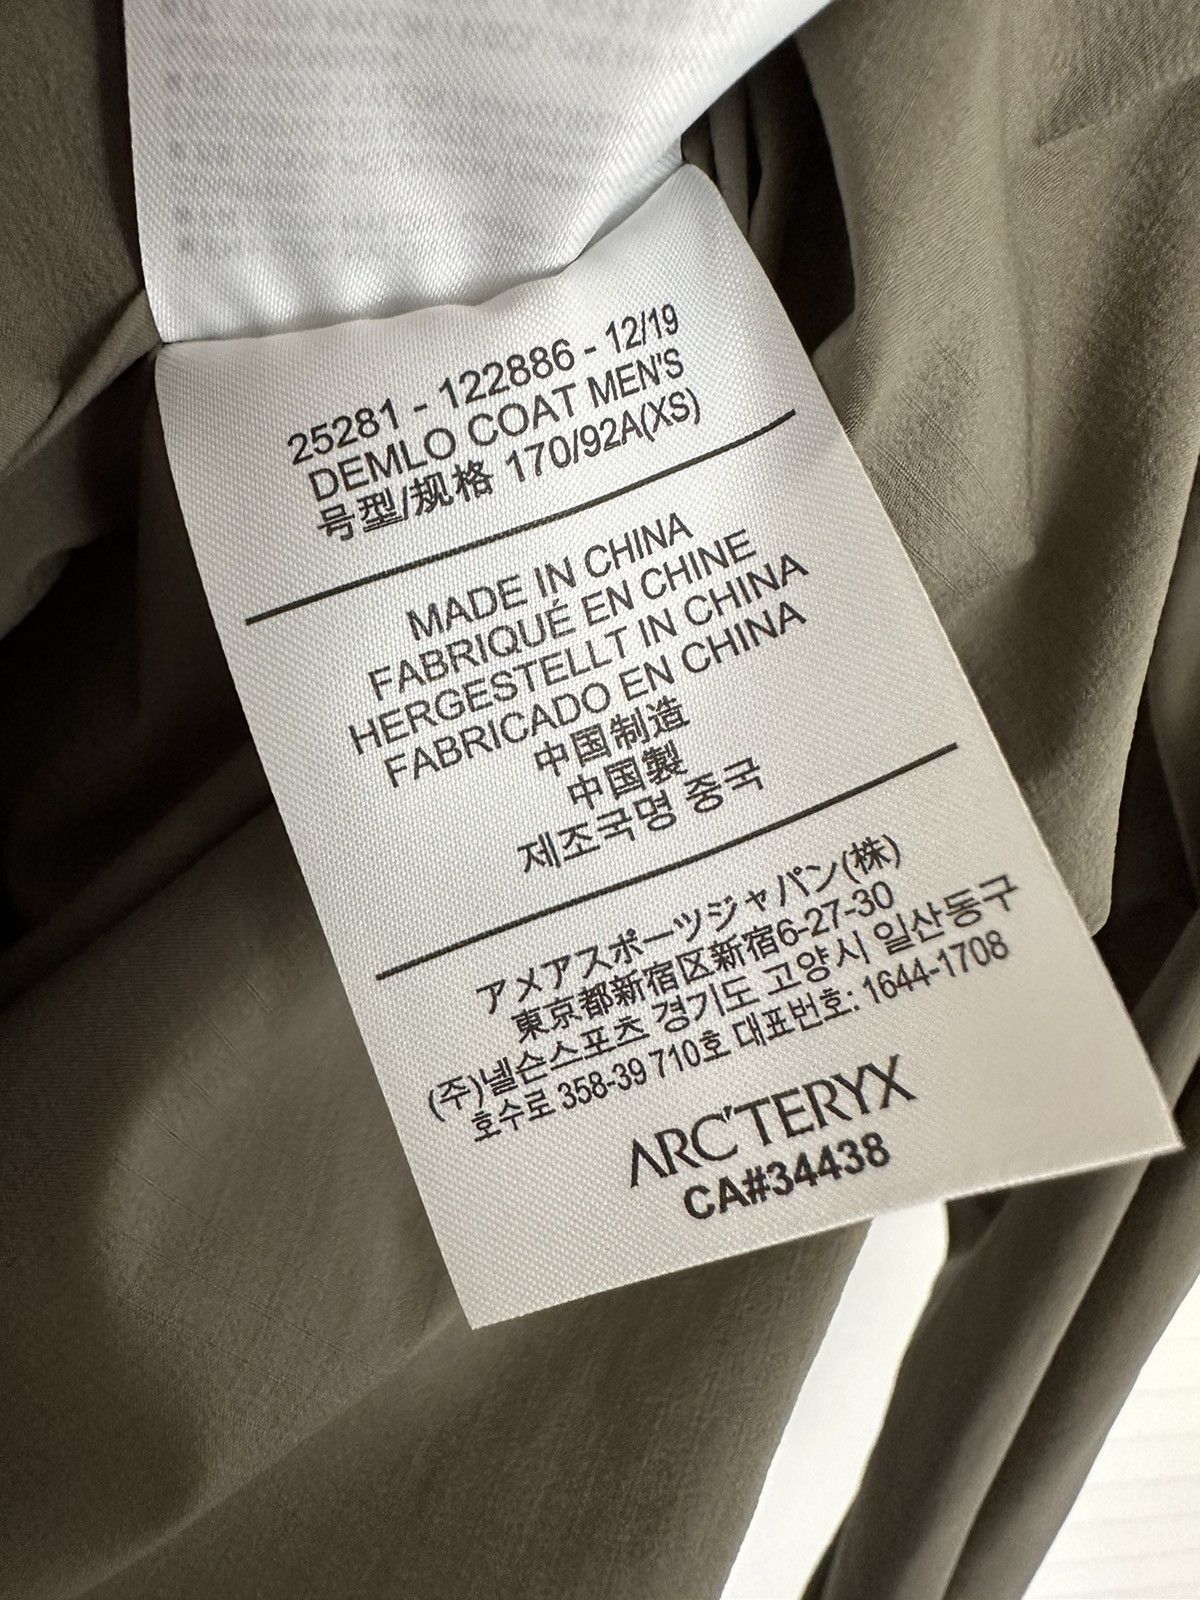 25281 - 122886 - 12/19
DEMLO COAT MEN'S
号型/规格 170/92A(XS)
MADE IN CHINA
FABRIQUÉ EN CHINE
HERGESTELLT IN CHINA
FABRICADO EN CHINA
中国制造
中国製
제조국명 중국
アメアスポーツジャパン(株)
東京都新宿区新宿6-27-30
(주)넬슨스포츠 경기도 고양시 일산동구
호수로 358-39 710호 대표번호: 1644-1708
ARC'TERYX
CA#34438